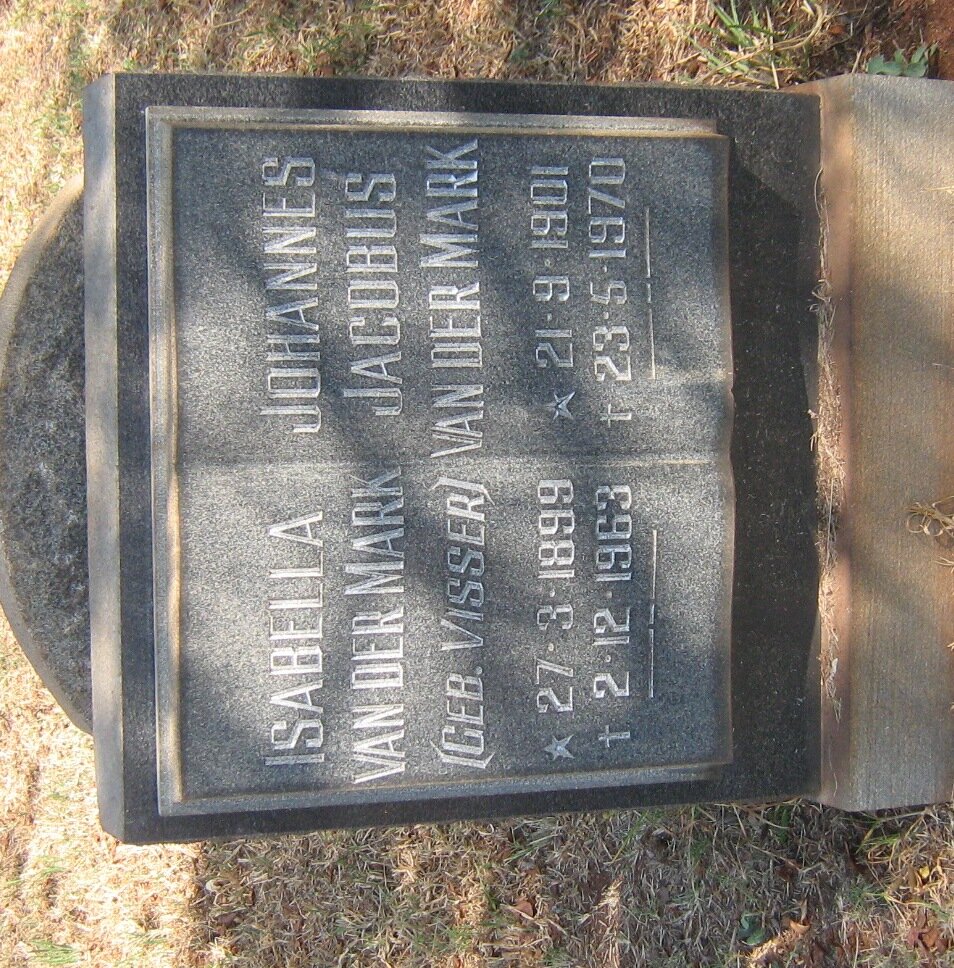 ISABELLA
VAN DER MARK
(GEB. VISSER)
★ 27·3·1899
† 2·12·1963
JOHANNES
JACOBUS
VAN DER MARK
★ 21·9·1901
† 23·5·1970